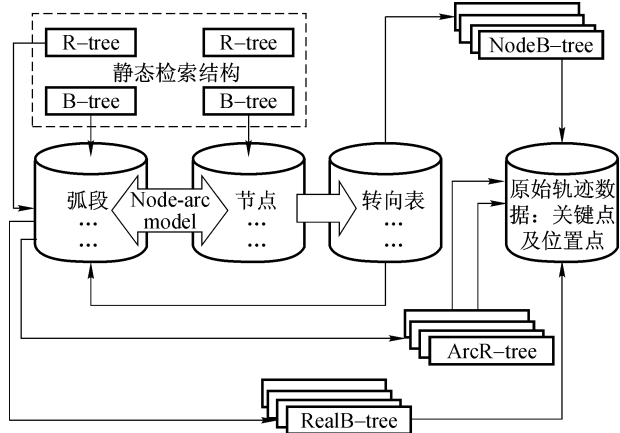 R–tree
R–tree
NodeB–tree
静态检索结构
B–tree
B–tree
弧段
…
…
Node-arc
model
节点
…
…
转向表
…
…
原始轨迹数
据：关键点
及位置点
ArcR–tree
RealB–tree